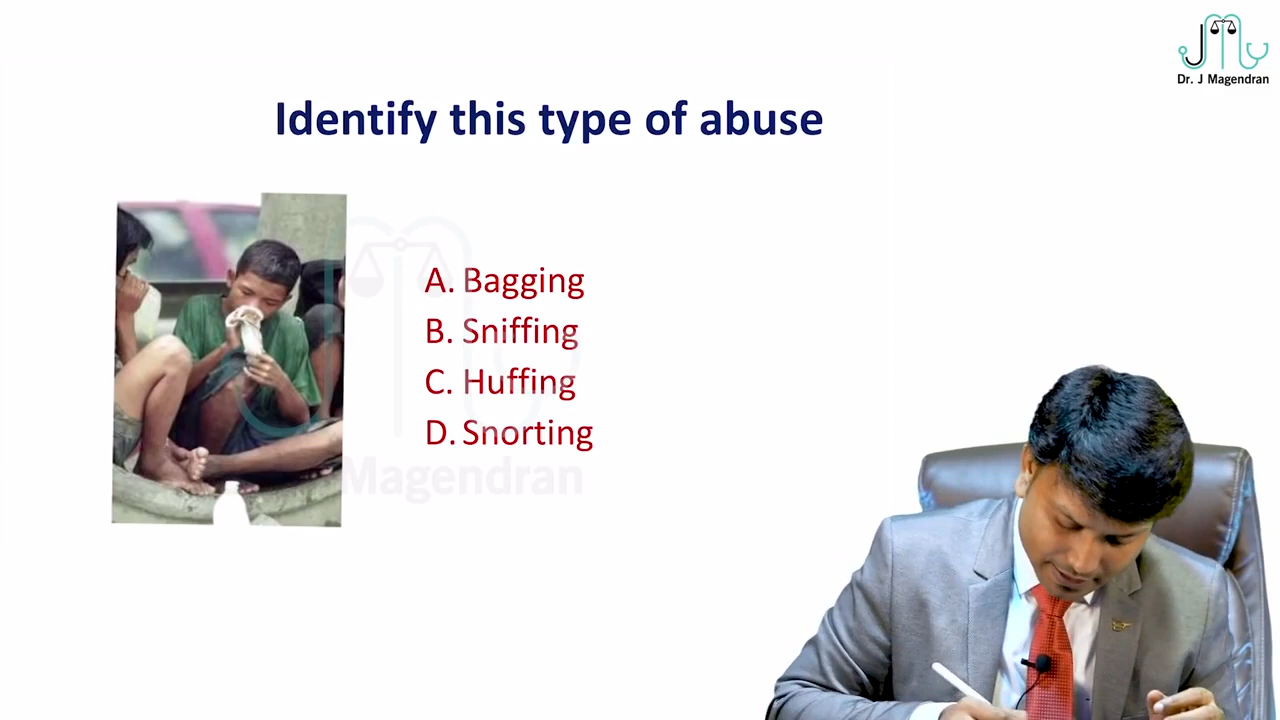 Dr. J Magendran
Identify this type of abuse
A. Bagging
B. Sniffing
C. Huffing
D. Snorting
Magendran